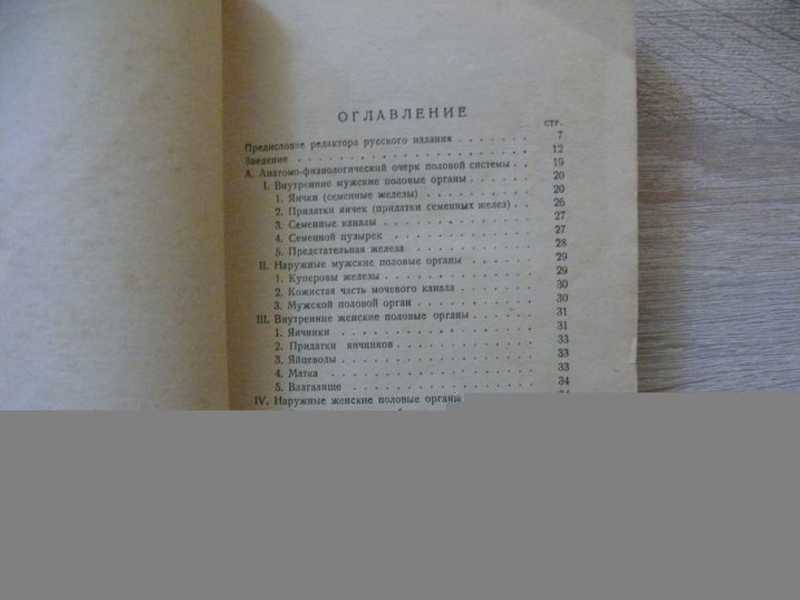 ОГЛАВЛЕНИЕ
СТР.
Предисловие редактора русского издания . . . . . . . 7
Введение . . . . . . . . . . . . . . . . . 12
А. Анатомо-физиологический очерк половой системы . . 19
I. Внутренние мужские половые органы . . . . . . 20
1. Яички (семенные железы) . . . . . . . . . 20
2. Придатки яичек (придатки семенных желез) . . 26
3. Семенные каналы . . . . . . . . . . . . 27
4. Семенной пузырек . . . . . . . . . . . 27
5. Предстательная железа . . . . . . . . . 28
II. Наружные мужские половые органы . . . . . . 29
1. Куперовы железы . . . . . . . . . . . . 29
2. Кожистая часть мочевого канала . . . . . . 30
3. Мужской половой орган . . . . . . . . . 30
III. Внутренние женские половые органы . . . . . . 31
1. Яичники . . . . . . . . . . . . . . . 31
2. Придатки яичников . . . . . . . . . . . 33
3. Яйцеводы . . . . . . . . . . . . . . 33
4. Матка . . . . . . . . . . . . . . . 33
5. Влагалище . . . . . . . . . . . . . . 34
IV. Наружные женские половые органы